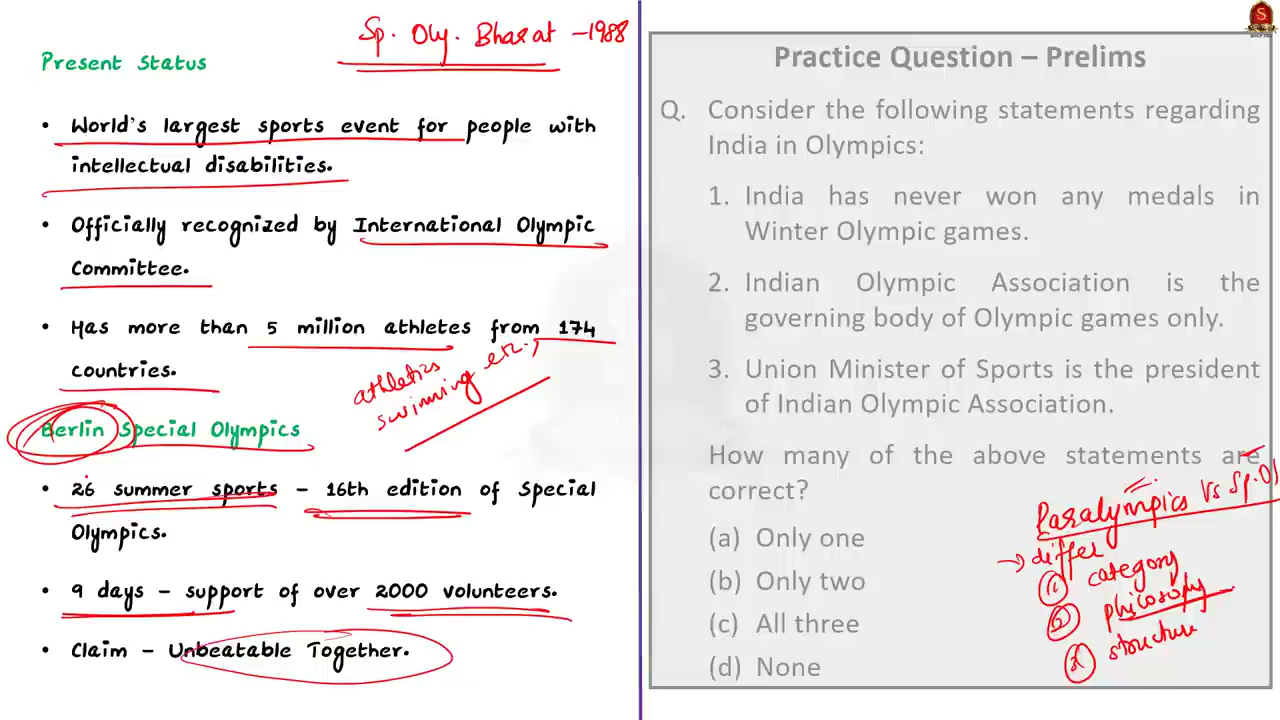 Sp. Oly. Bharat -1988
Present Status
• World's largest sports event for people with
intellectual disabilities.
• Officially recognized by International Olympic
Committee.
• Has more than 5 million athletes from 174
countries.
athletics
swimming etc.,
Berlin Special Olympics
• 26 summer sports – 16th edition of Special
Olympics.
• 9 days – support of over 2000 volunteers.
• Claim – Unbeatable Together.
Practice Question – Prelims
Q. Consider the following statements regarding
India in Olympics:
1. India has never won any medals in
Winter Olympic games.
2. Indian Olympic Association is the
governing body of Olympic games only.
3. Union Minister of Sports is the president
of Indian Olympic Association.
How many of the above statements are
correct?
(a) Only one
(b) Only two
(c) All three
(d) None
Paralympics Vs Sp. Ol
→ differ
① category
② philosophy
structure